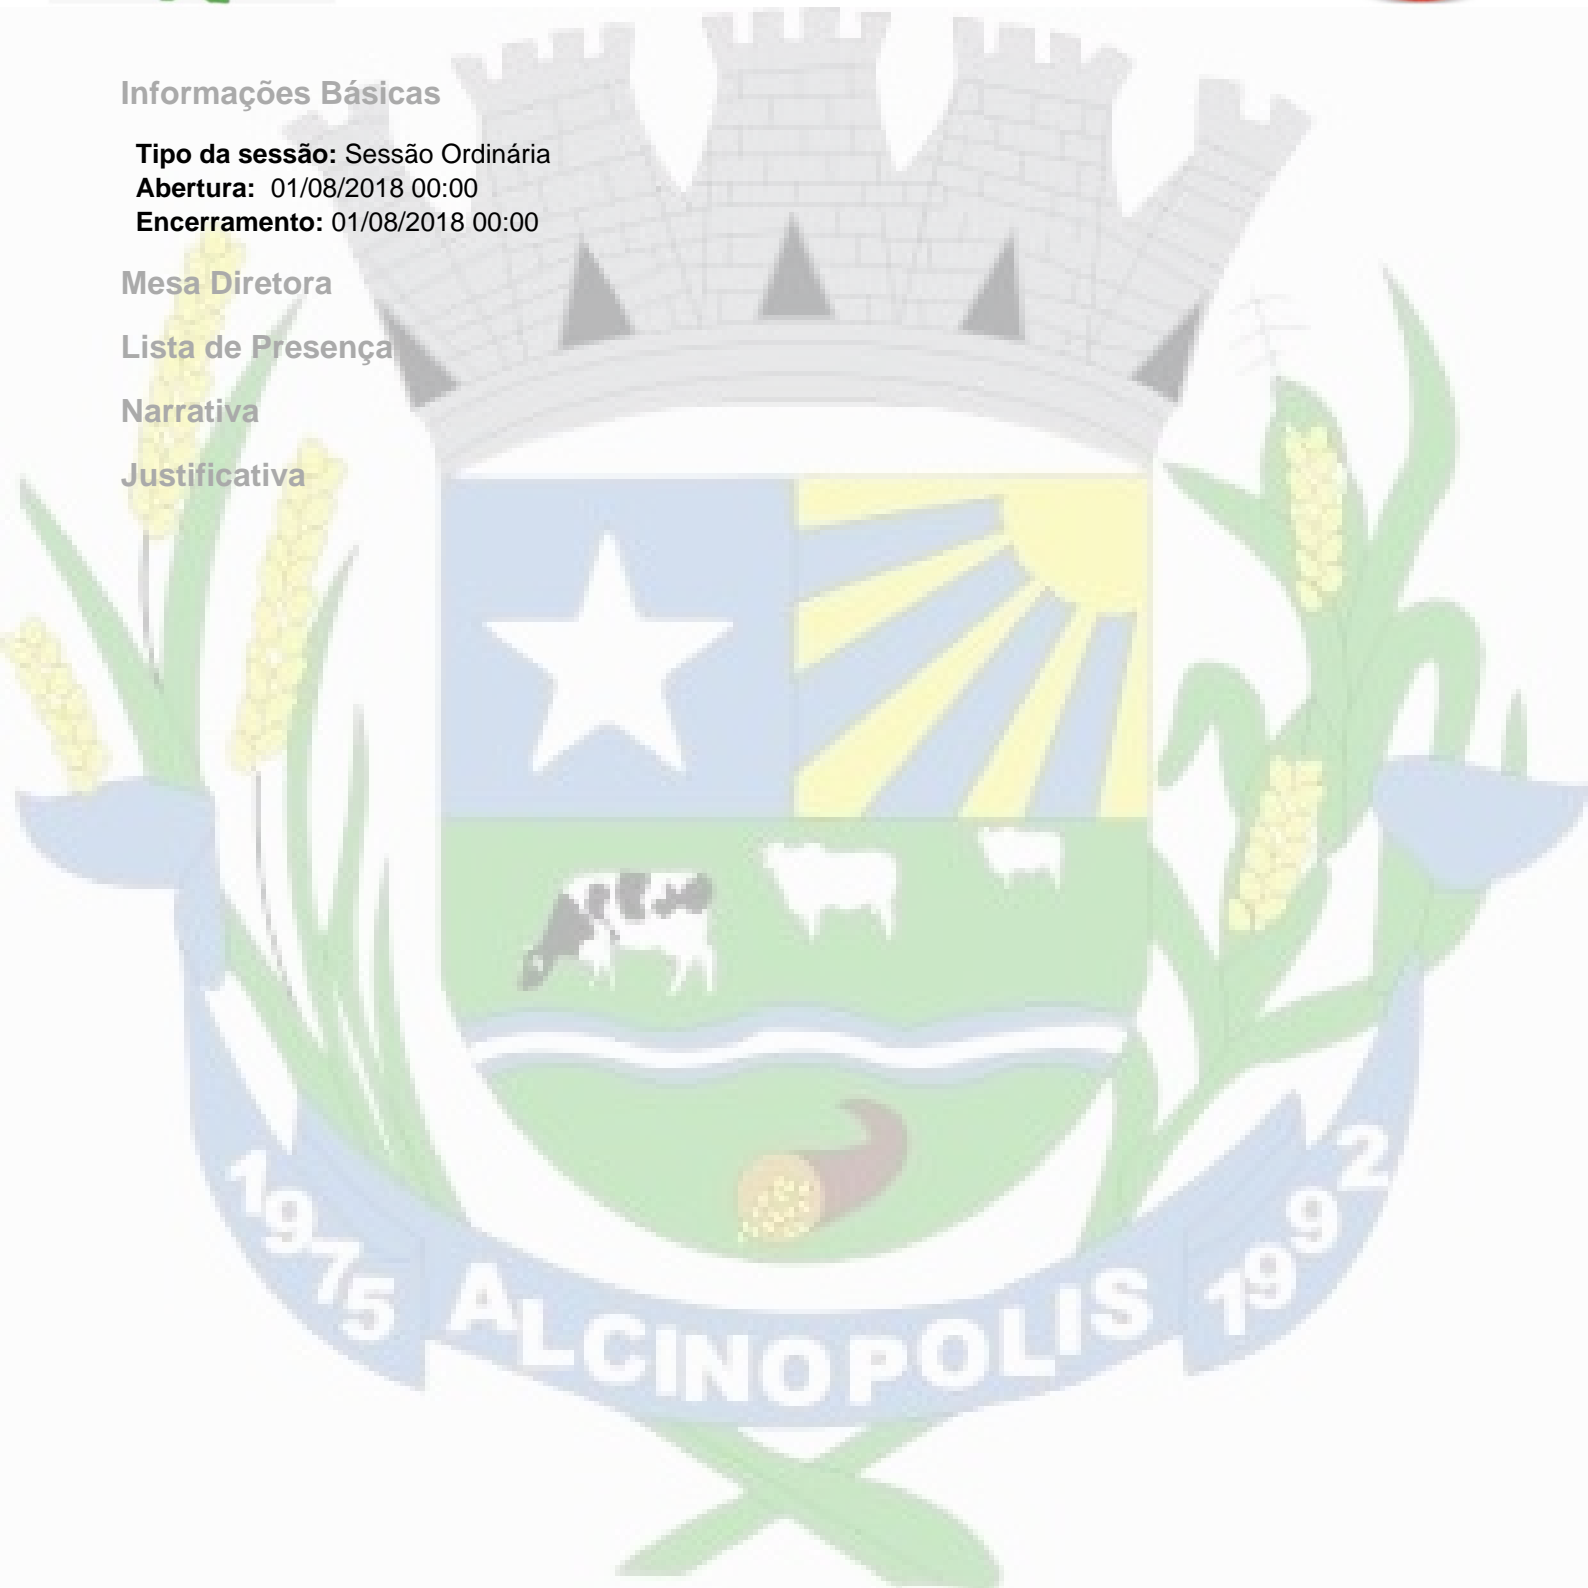 Informações Básicas
Tipo da sessão: Sessão Ordinária
Abertura: 01/08/2018 00:00
Encerramento: 01/08/2018 00:00
Mesa Diretora
Lista de Presença
Narrativa
Justificativa
1975 ALCINOPOLIS 1992